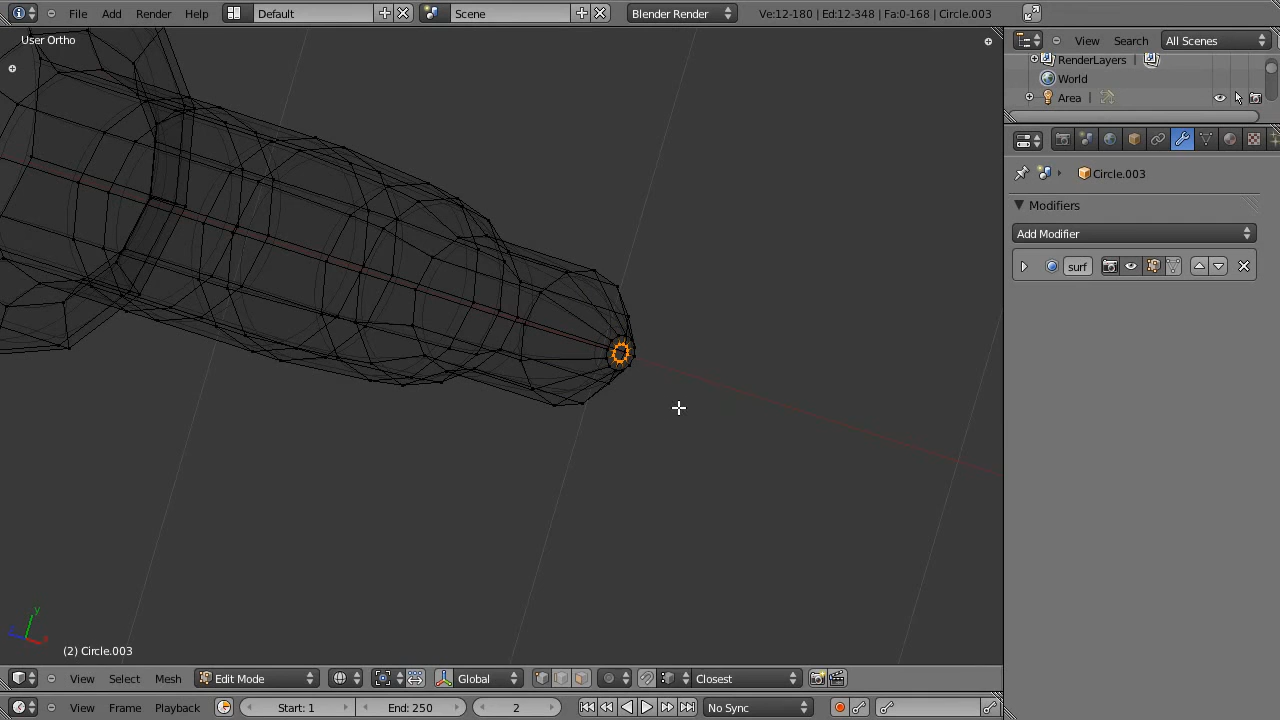 File Add Render Help Default Scene Blender Render Ve:12-180 | Ed:12-348 | Fa:0-168 | Circle.003
User Ortho
View Search All Scenes
RenderLayers |
World
Area |
Circle.003
Modifiers
Add Modifier
surf
y
z x
(2) Circle.003
View Select Mesh Edit Mode Global Closest
View Frame Playback Start: 1 End: 250 2 No Sync